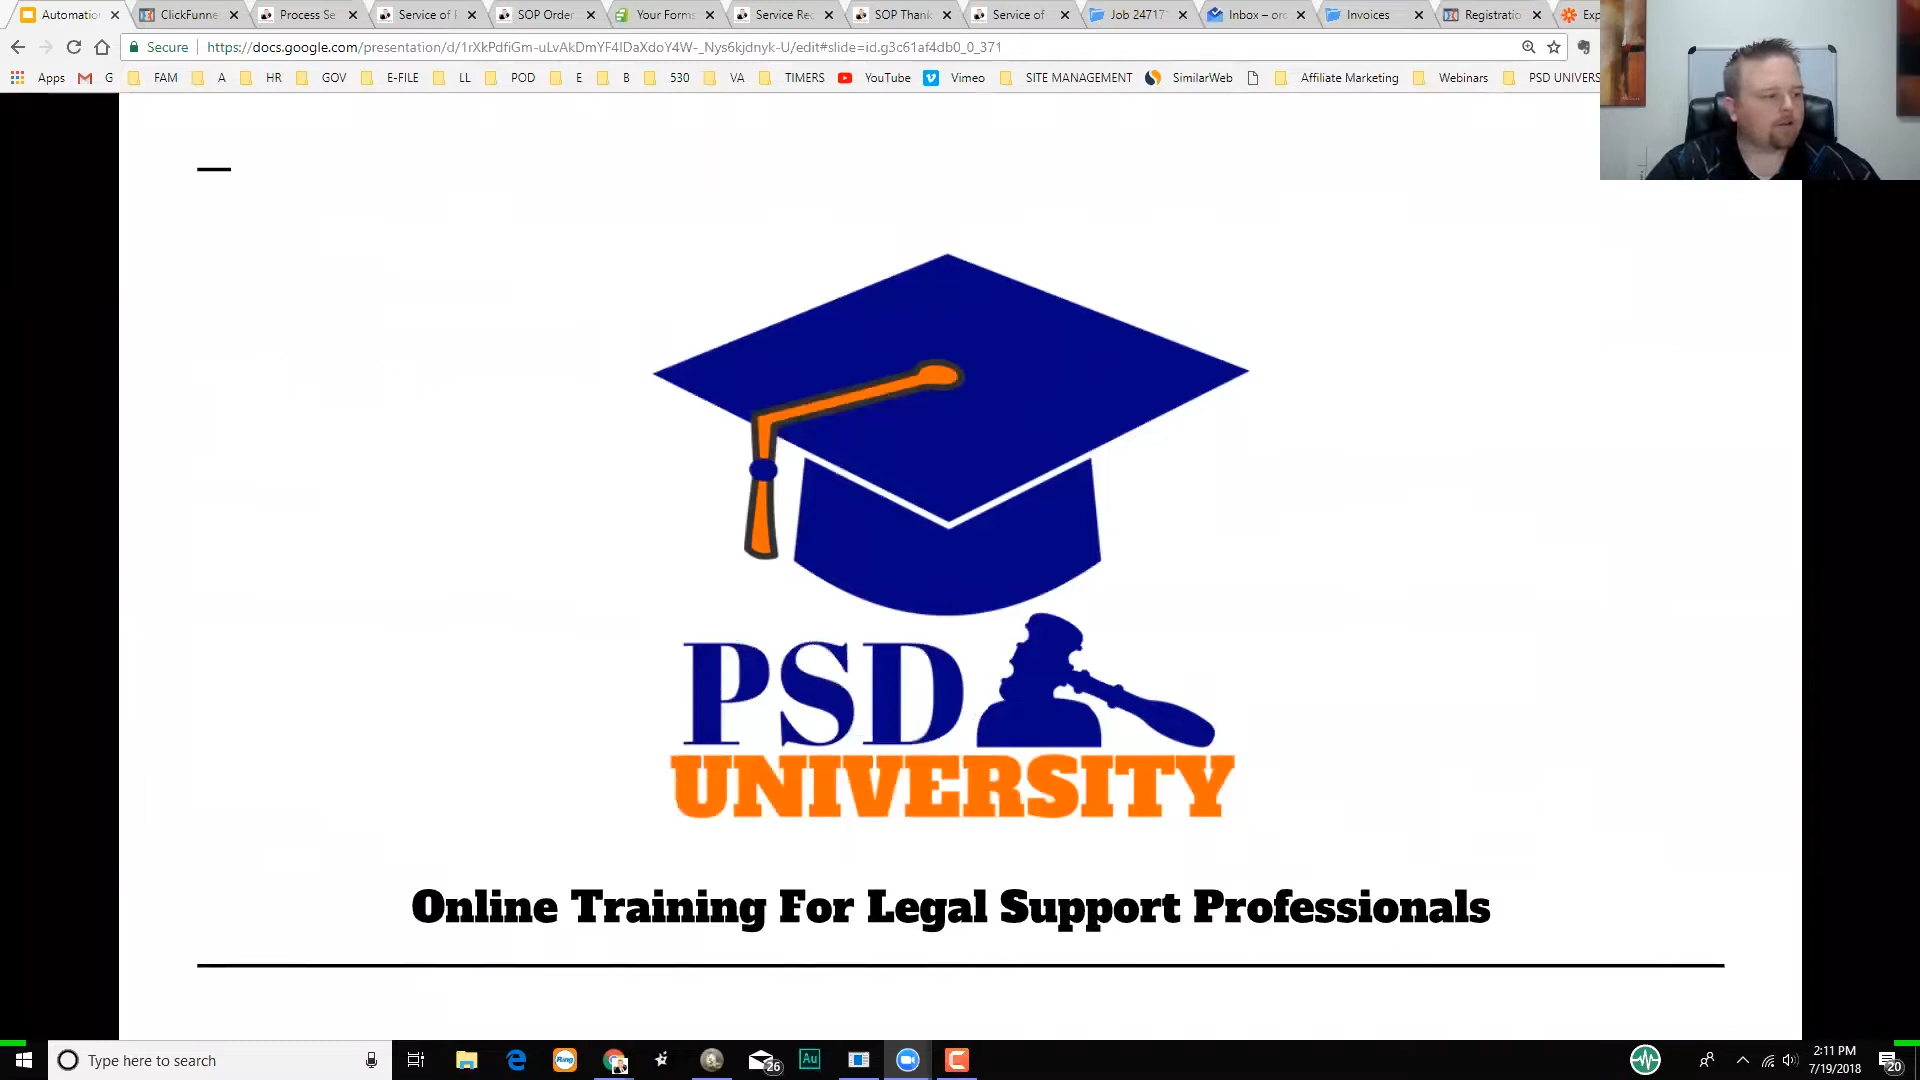 Automatio
ClickFunne
Process Se
Service of P
SOP Order
Your Forms
Service Rec
SOP Thank
Service of
Job 24717
Inbox – orc
Invoices
Registratio
Exp
Secure
https://docs.google.com/presentation/d/1rXkPdfiGm-uLvAkDmYF4lDaXdoY4W-_Nys6kjdnyk-U/edit#slide=id.g3c61af4db0_0_371
Apps G FAM A HR GOV E-FILE LL POD E B 530 VA TIMERS YouTube Vimeo SITE MANAGEMENT SimilarWeb Affiliate Marketing Webinars PSD UNIVERS
PSD
UNIVERSITY
Online Training For Legal Support Professionals
Type here to search
Ring
26
Au
2:11 PM
7/19/2018
20